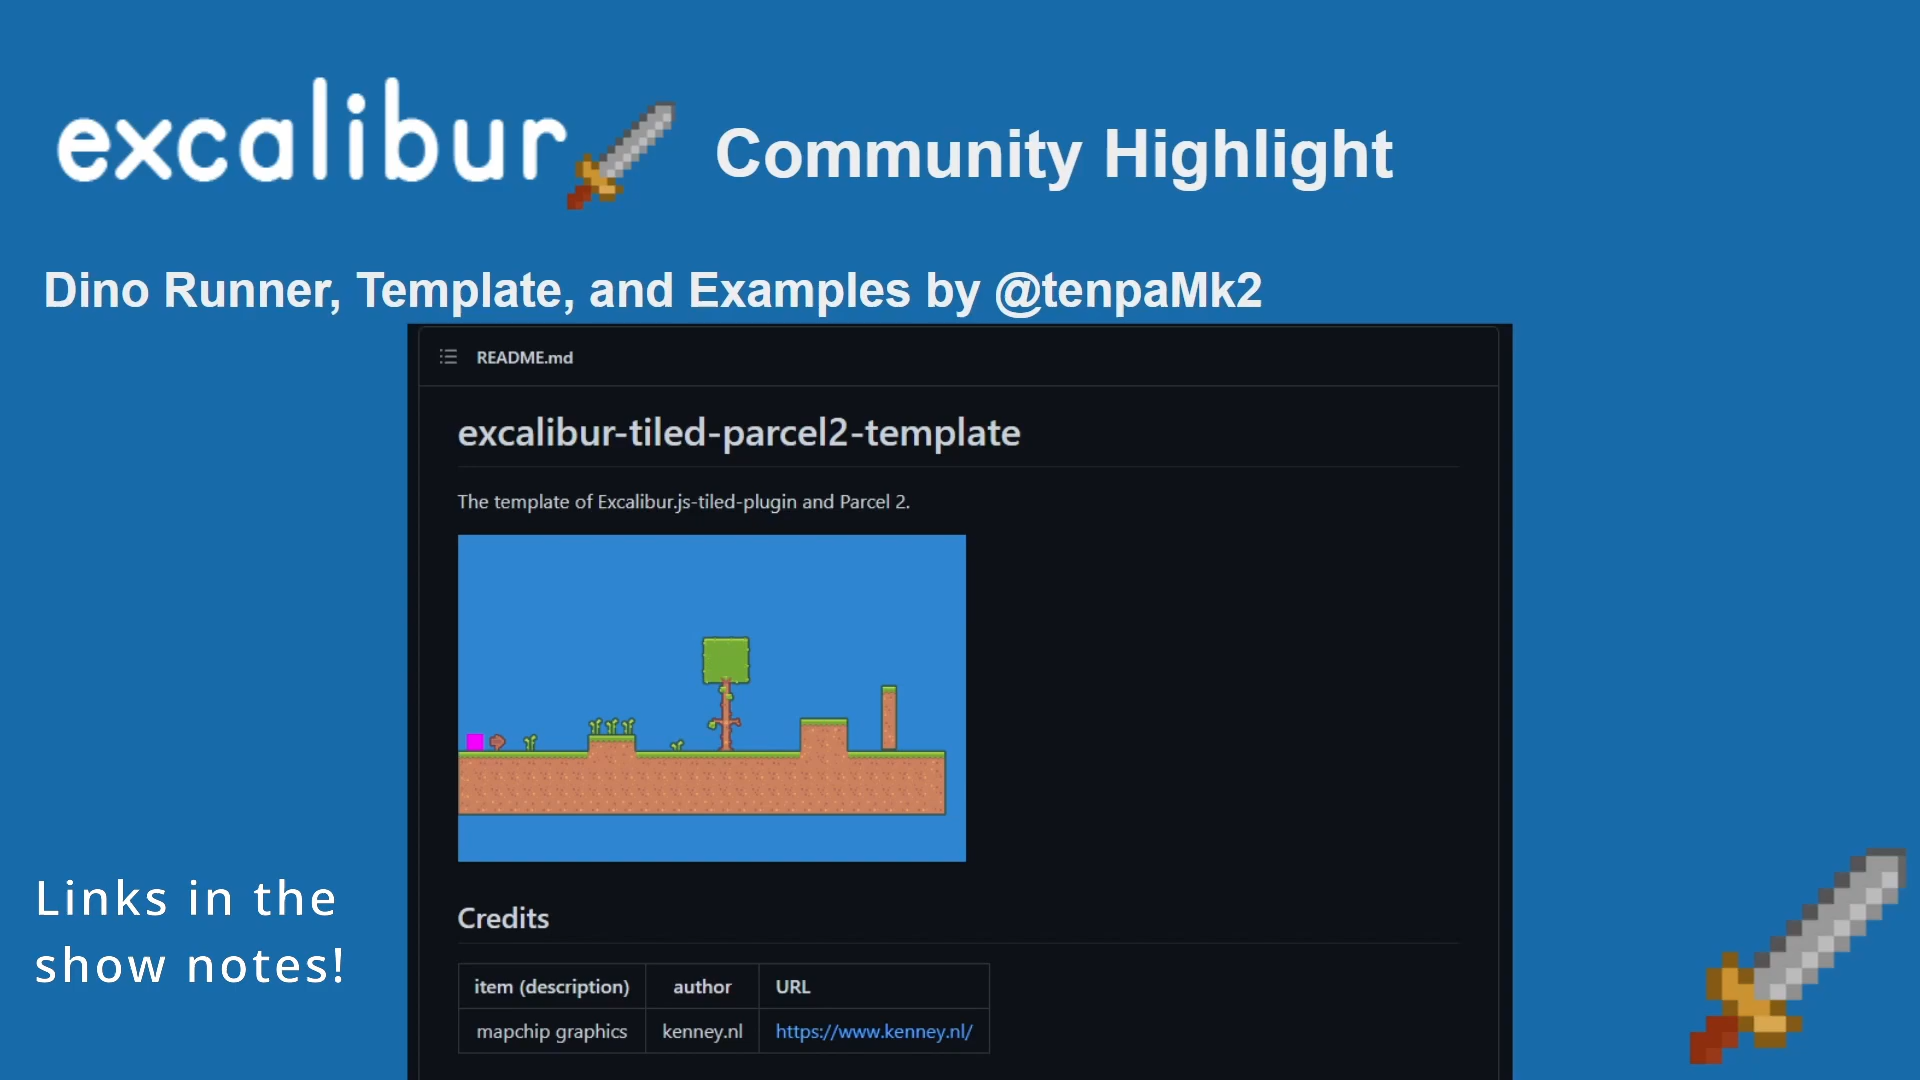 excalibur Community Highlight
Dino Runner, Template, and Examples by @tenpaMk2
README.md
excalibur-tiled-parcel2-template
The template of Excalibur.js-tiled-plugin and Parcel 2.
Credits
item (description) author URL
mapchip graphics kenney.nl https://www.kenney.nl/
Links in the
show notes!